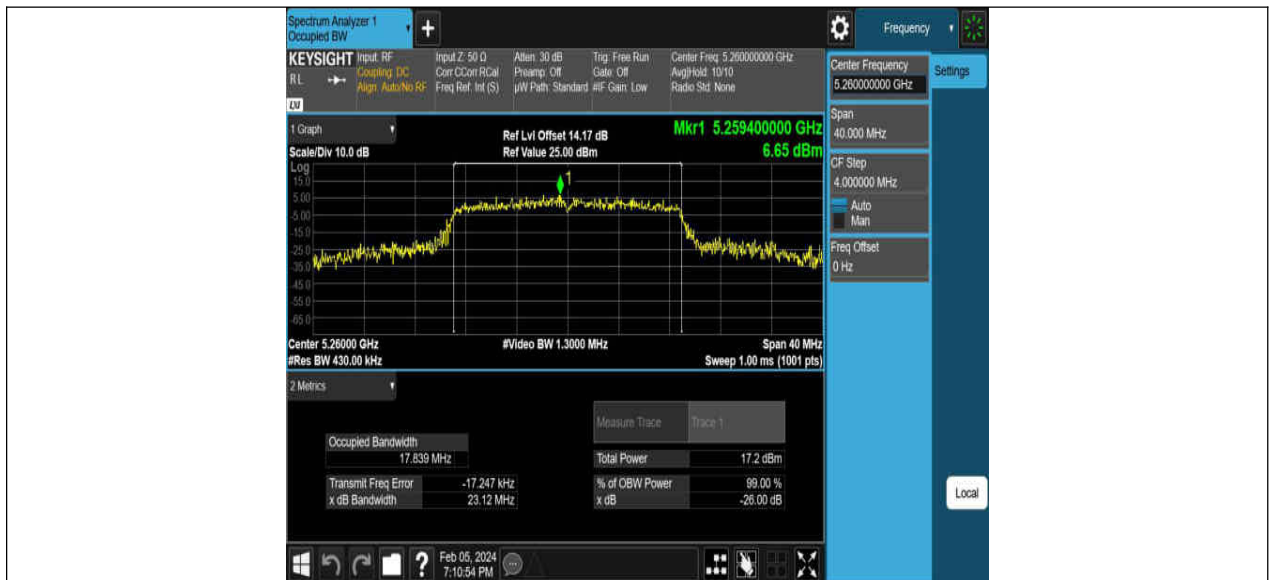 Spectrum Analyzer 1
Occupied BW
Frequency
KEYSIGHT
RL
LXI
Input: RF
Coupling: DC
Align: Auto/No RF
Input Z: 50 Ω
Corr CCorr RCal
Freq Ref: Int (S)
Atten: 30 dB
Preamp: Off
µW Path: Standard
Trig: Free Run
Gate: Off
#IF Gain: Low
Center Freq: 5.260000000 GHz
Avg|Hold: 10/10
Radio Std: None
Center Frequency
5.260000000 GHz
Settings
Span
40.000 MHz
CF Step
4.000000 MHz
Auto
Man
Freq Offset
0 Hz
Local
1 Graph
Scale/Div 10.0 dB
Ref Lvl Offset 14.17 dB
Ref Value 25.00 dBm
Mkr1 5.259400000 GHz
6.65 dBm
Log
15.0
5.00
-5.00
-15.0
-25.0
-35.0
-45.0
-55.0
-65.0
1
Center 5.26000 GHz
#Video BW 1.3000 MHz
Span 40 MHz
#Res BW 430.00 kHz
Sweep 1.00 ms (1001 pts)
2 Metrics
Measure Trace
Trace 1
Occupied Bandwidth
17.839 MHz
Total Power
17.2 dBm
Transmit Freq Error
-17.247 kHz
% of OBW Power
99.00 %
x dB Bandwidth
23.12 MHz
x dB
-26.00 dB
?
Feb 05, 2024
7:10:54 PM